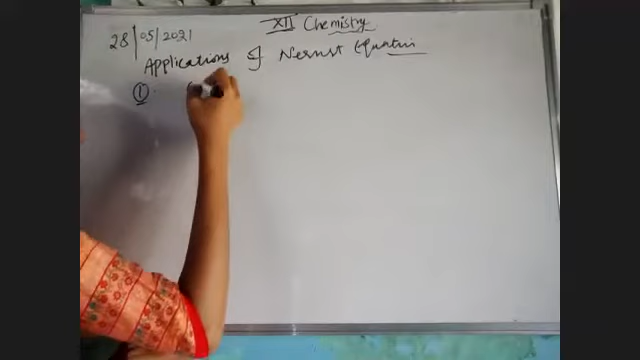 XII Chemistry
28/05/2021
Applications of Nernst Equation
①